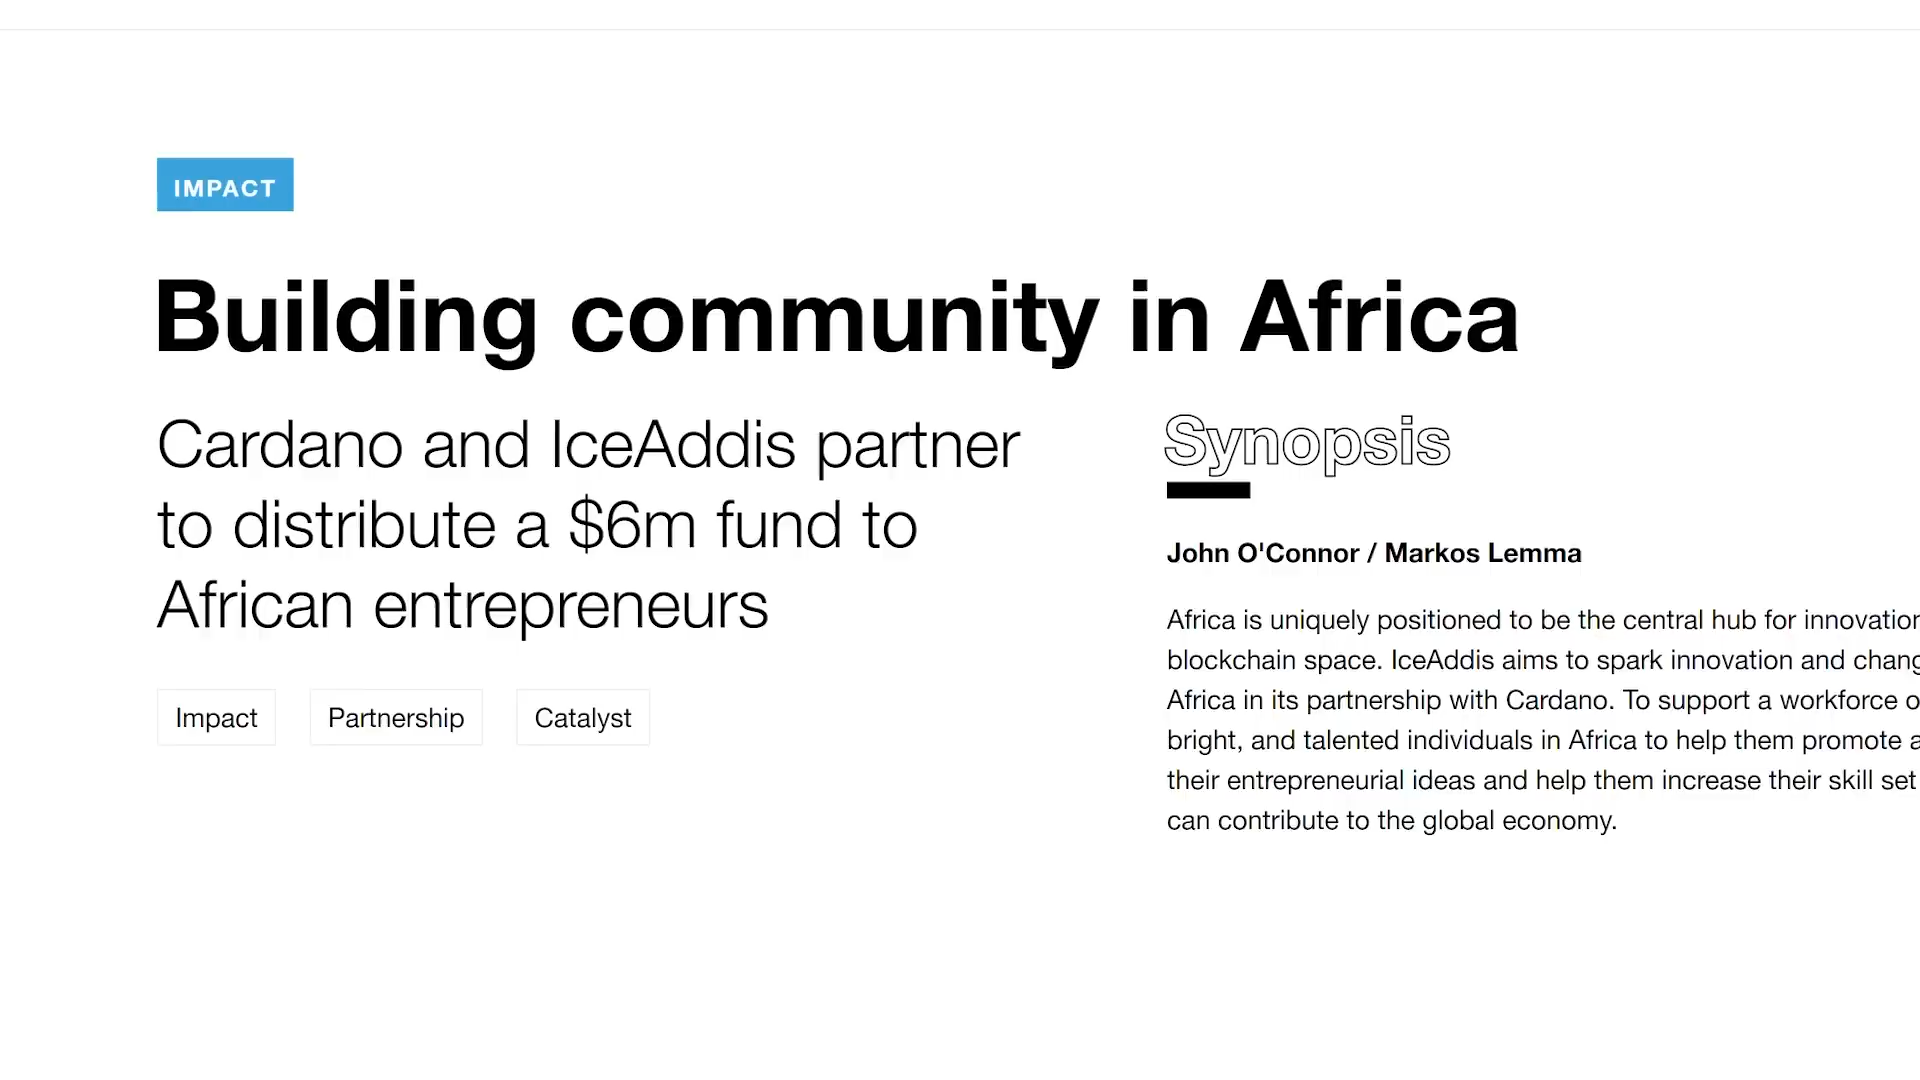 IMPACT
Building community in Africa
Cardano and IceAddis partner
to distribute a $6m fund to
African entrepreneurs
Impact
Partnership
Catalyst
Synopsis
John O'Connor / Markos Lemma
Africa is uniquely positioned to be the central hub for
blockchain space. IceAddis aims to spark innovation and
Africa in its partnership with Cardano. To support a workforce
bright, and talented individuals in Africa to help them promote
their entrepreneurial ideas and help them increase their skill set
can contribute to the global economy.